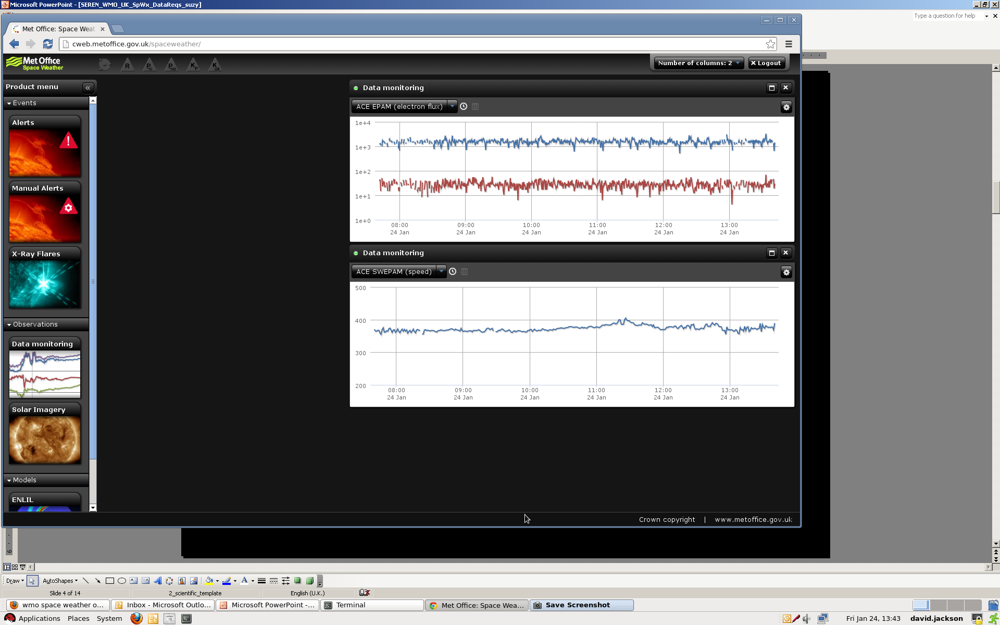 Microsoft PowerPoint - [SEREN_WMO_UK_SpWx_DataReqs_suzy]
Type a question for help
Met Office: Space Weat
cweb.metoffice.gov.uk/spaceweather/
Met Office
Space Weather
R
P10
P100
KP
Kuk
Number of columns: 2
Logout
Product menu
Events
Alerts
Manual Alerts
X-Ray Flares
Observations
Data monitoring
Solar Imagery
Models
ENLIL
Data monitoring
ACE EPAM (electron flux)
1e+4
1e+3
1e+2
1e+1
1e+0
08:00 09:00 10:00 11:00 12:00 13:00
24 Jan 24 Jan 24 Jan 24 Jan 24 Jan 24 Jan
Data monitoring
ACE SWEPAM (speed)
500
400
300
200
08:00 09:00 10:00 11:00 12:00 13:00
24 Jan 24 Jan 24 Jan 24 Jan 24 Jan 24 Jan
Crown copyright | www.metoffice.gov.uk
Draw AutoShapes
Slide 4 of 14 2_scientific_template English (U.K.)
wmo space weather o... Inbox - Microsoft Outlo... Microsoft PowerPoint -... Terminal Met Office: Space Wea... Save Screenshot
Applications Places System Fri Jan 24, 13:43 david.jackson